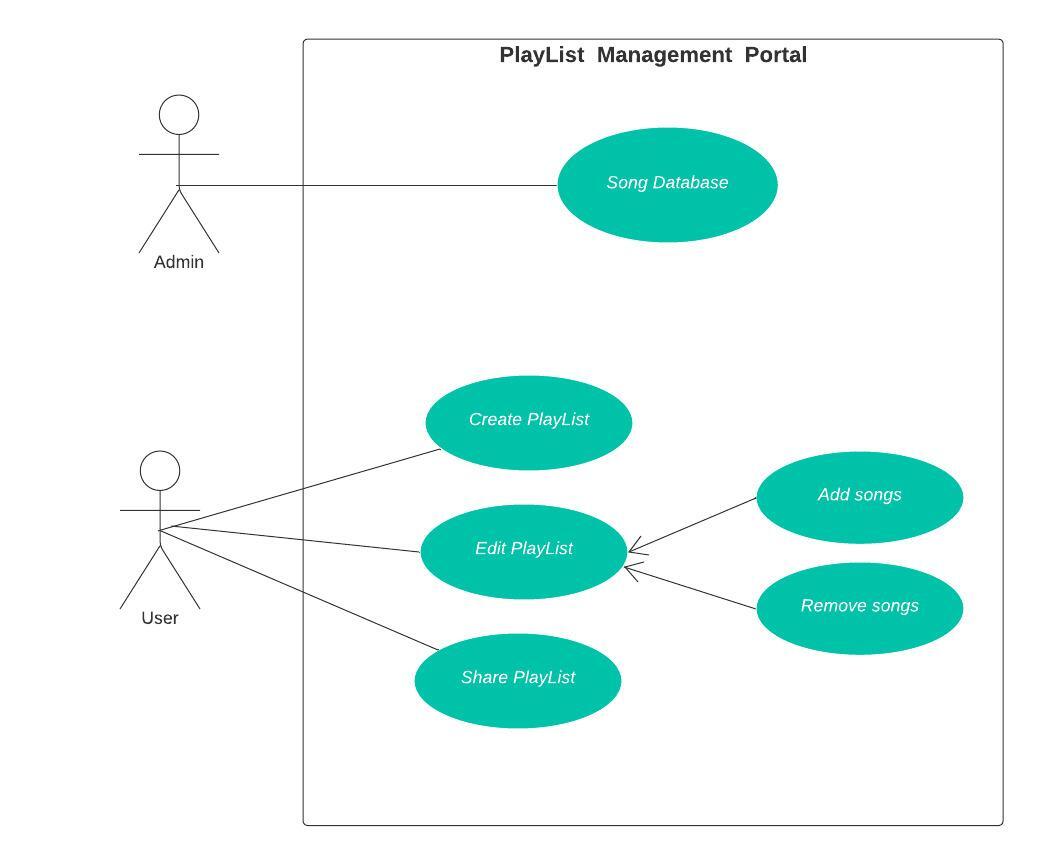 PlayList Management Portal
Song Database
Admin
Create PlayList
Add songs
Edit PlayList
Remove songs
User
Share PlayList